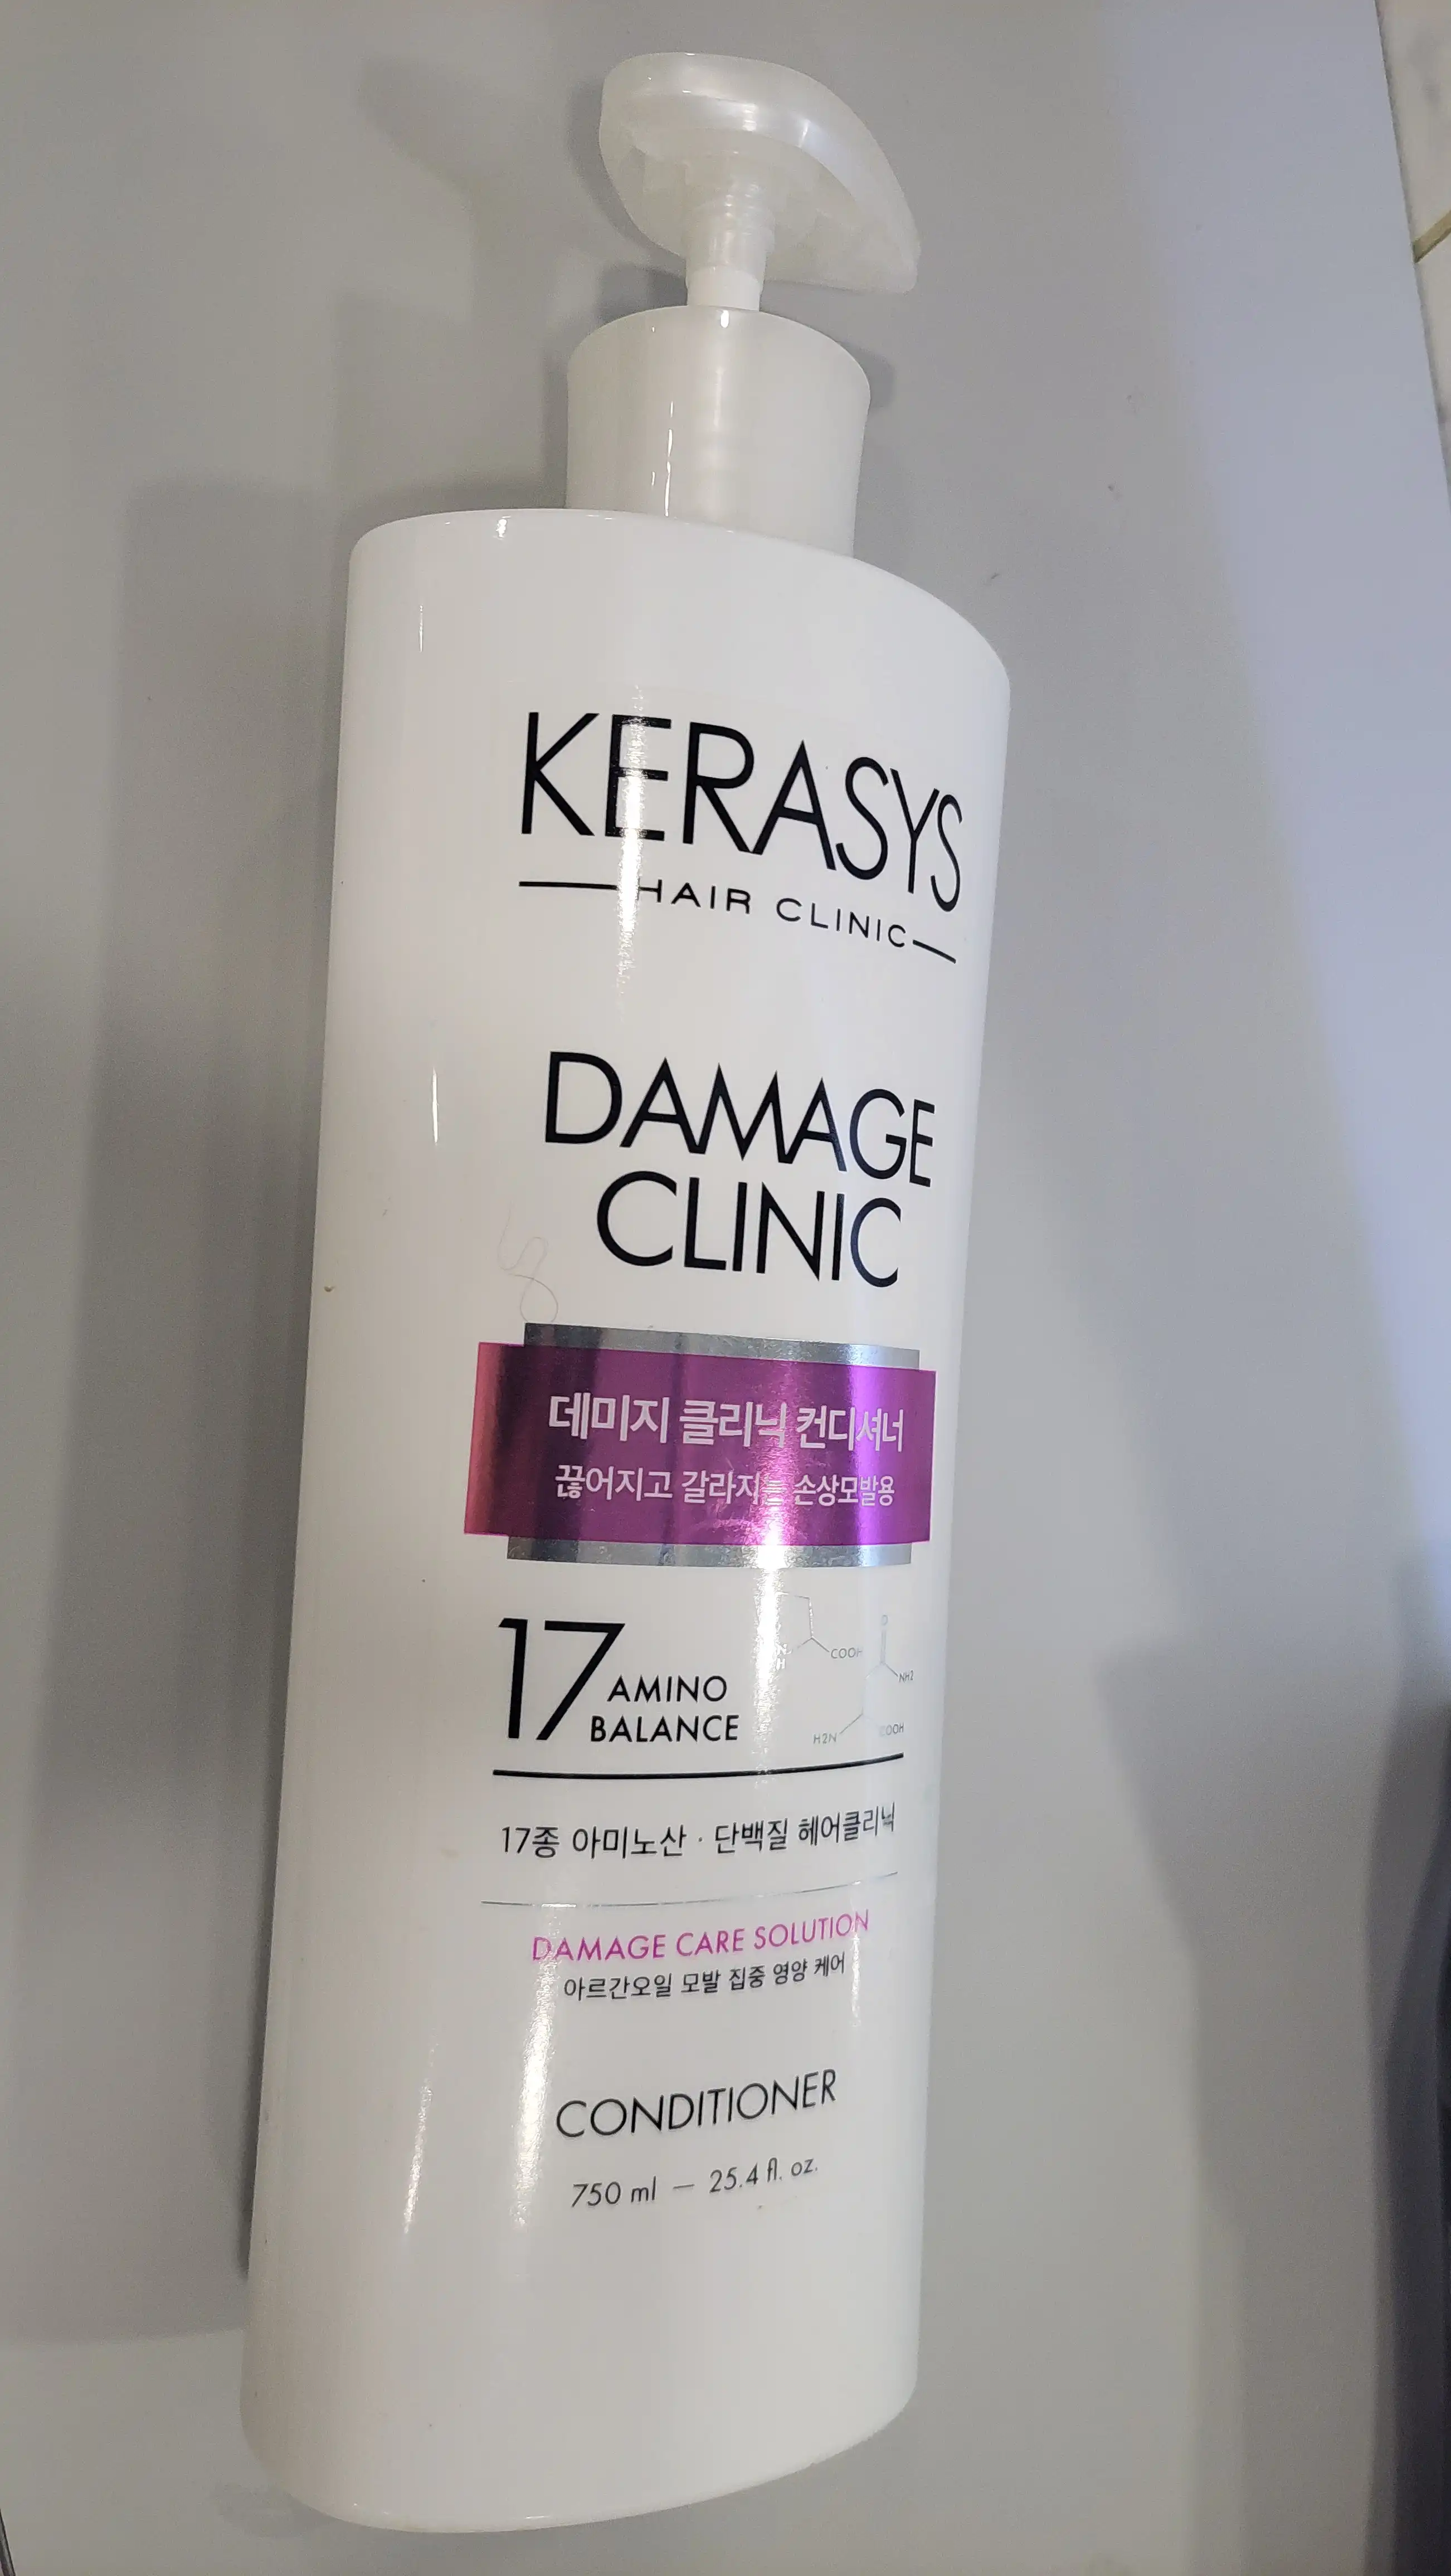 KERASYS
HAIR CLINIC
DAMAGE
CLINIC
데미지 클리닉 컨디셔너
끊어지고 갈라지는 손상모발용
17 AMINO
BALANCE
N
H
COOH
O
NH2
H2N
COOH
17종 아미노산 · 단백질 헤어클리닉
DAMAGE CARE SOLUTION
아르간오일 모발 집중 영양 케어
CONDITIONER
750 ml — 25.4 fl. oz.